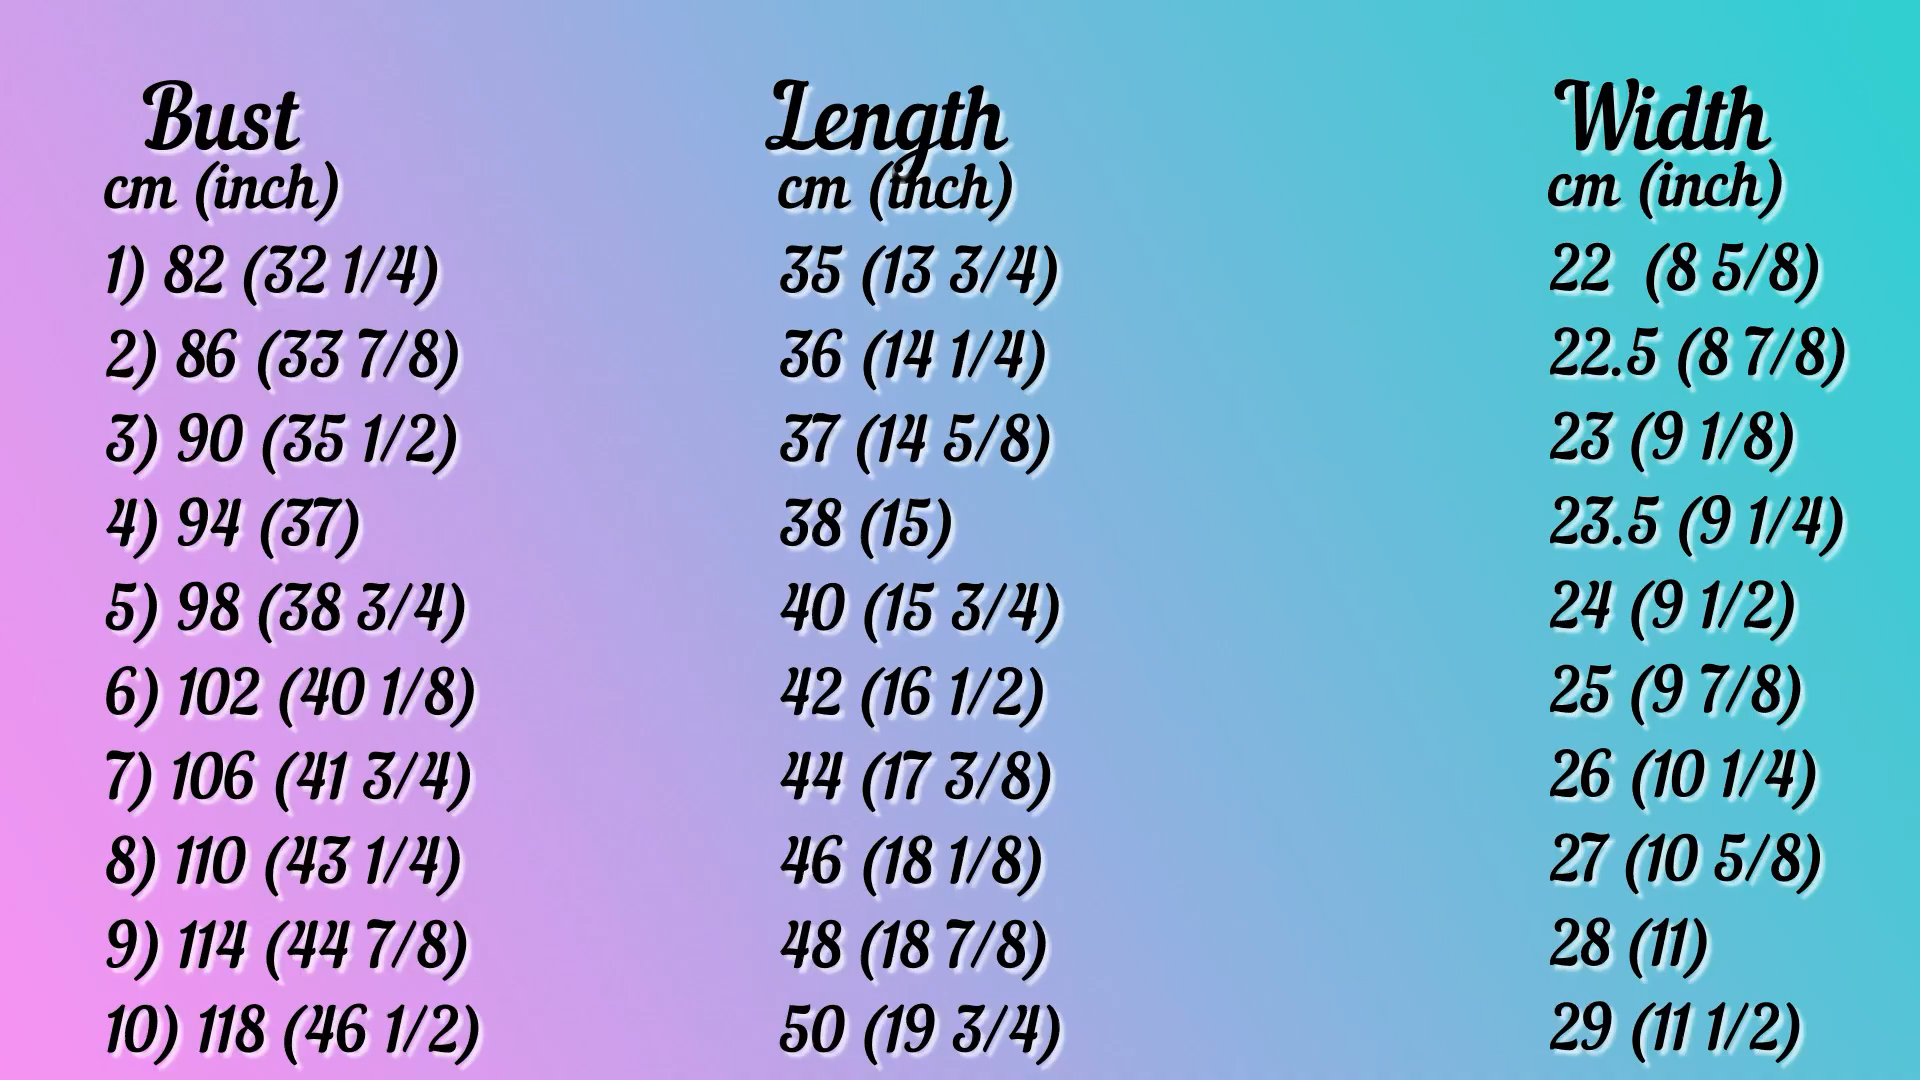 Bust Length Width
cm (inch) cm (inch) cm (inch)
1) 82 (32 1/4) 35 (13 3/4) 22 (8 5/8)
2) 86 (33 7/8) 36 (14 1/4) 22.5 (8 7/8)
3) 90 (35 1/2) 37 (14 5/8) 23 (9 1/8)
4) 94 (37) 38 (15) 23.5 (9 1/4)
5) 98 (38 3/4) 40 (15 3/4) 24 (9 1/2)
6) 102 (40 1/8) 42 (16 1/2) 25 (9 7/8)
7) 106 (41 3/4) 44 (17 3/8) 26 (10 1/4)
8) 110 (43 1/4) 46 (18 1/8) 27 (10 5/8)
9) 114 (44 7/8) 48 (18 7/8) 28 (11)
10) 118 (46 1/2) 50 (19 3/4) 29 (11 1/2)